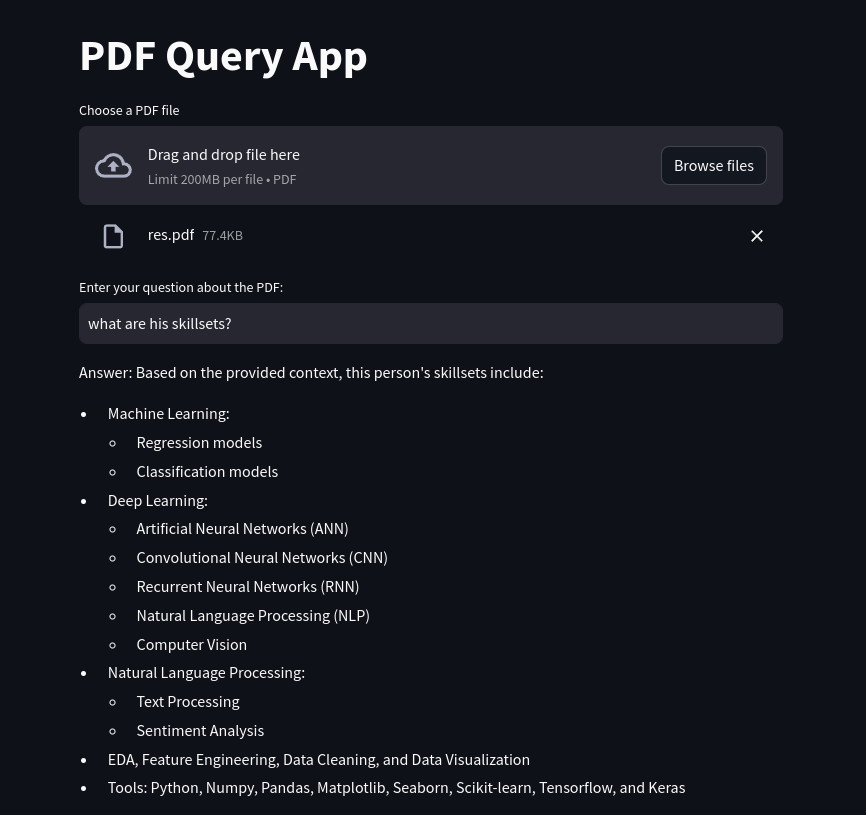 PDF Query App
Choose a PDF file
Drag and drop file here
Limit 200MB per file • PDF
Browse files
res.pdf 77.4KB
Enter your question about the PDF:
what are his skillsets?
Answer: Based on the provided context, this person's skillsets include:
• Machine Learning:
◦ Regression models
◦ Classification models
• Deep Learning:
◦ Artificial Neural Networks (ANN)
◦ Convolutional Neural Networks (CNN)
◦ Recurrent Neural Networks (RNN)
◦ Natural Language Processing (NLP)
◦ Computer Vision
• Natural Language Processing:
◦ Text Processing
◦ Sentiment Analysis
• EDA, Feature Engineering, Data Cleaning, and Data Visualization
• Tools: Python, Numpy, Pandas, Matplotlib, Seaborn, Scikit-learn, Tensorflow, and Keras